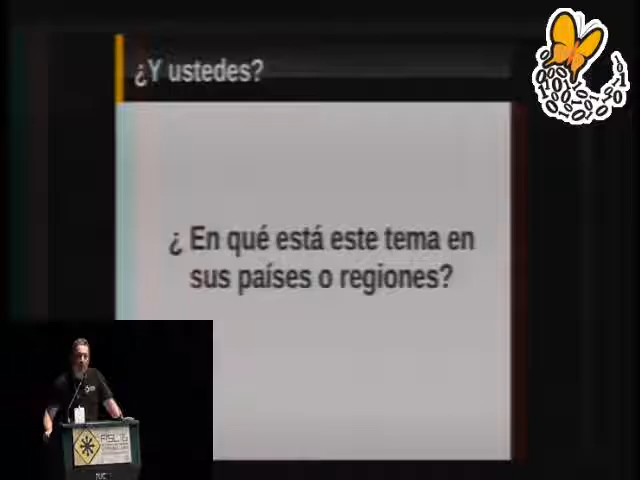 ¿Y ustedes?
¿ En qué está este tema en
sus países o regiones?